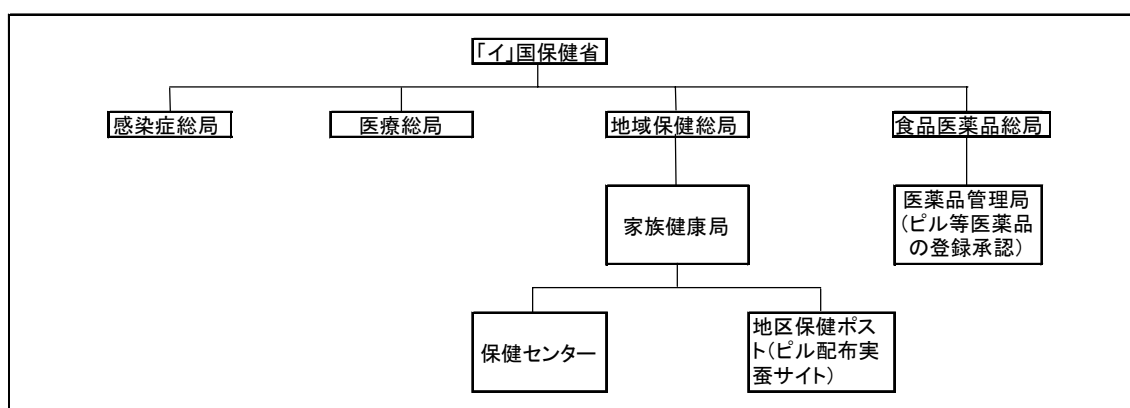 「イ」国保健省
感染症総局
医療総局
地域保健総局
食品医薬品総局
家族健康局
医薬品管理局
(ピル等医薬品
の登録承認)
保健センター
地区保健ポス
ト(ピル配布実
蚕サイト)